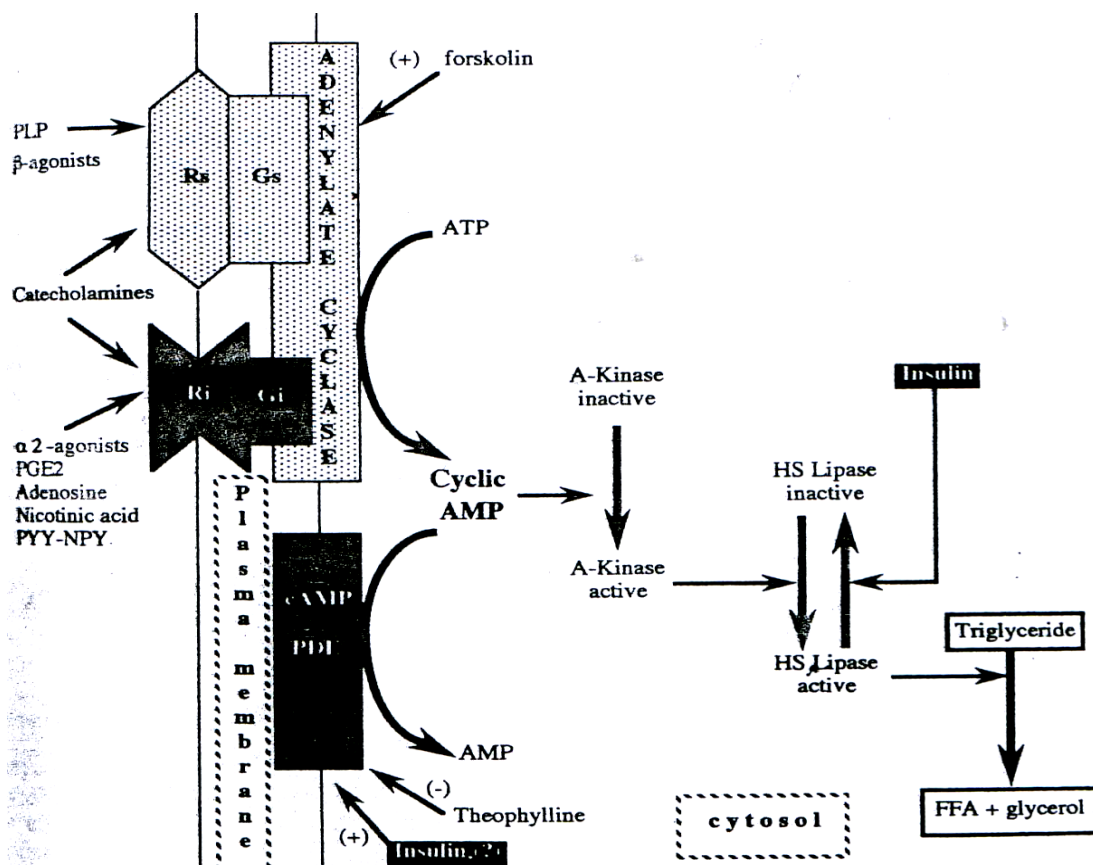 (+) forskolin
ADENYLATE CYCLASE
PLP
β-agonists
Rs
Gs
ATP
Catecholamines
Ri
Gi
α2-agonists
PGE2
Adenosine
Nicotinic acid
PYY-NPY
Cyclic
AMP
A-Kinase
inactive
A-Kinase
active
Insulin
HS Lipase
inactive
HS Lipase
active
Triglyceride
FFA + glycerol
Plasma membrane
cAMP
PDE
AMP
(-)
Theophylline
(+)
Insulin (?)
cytosol